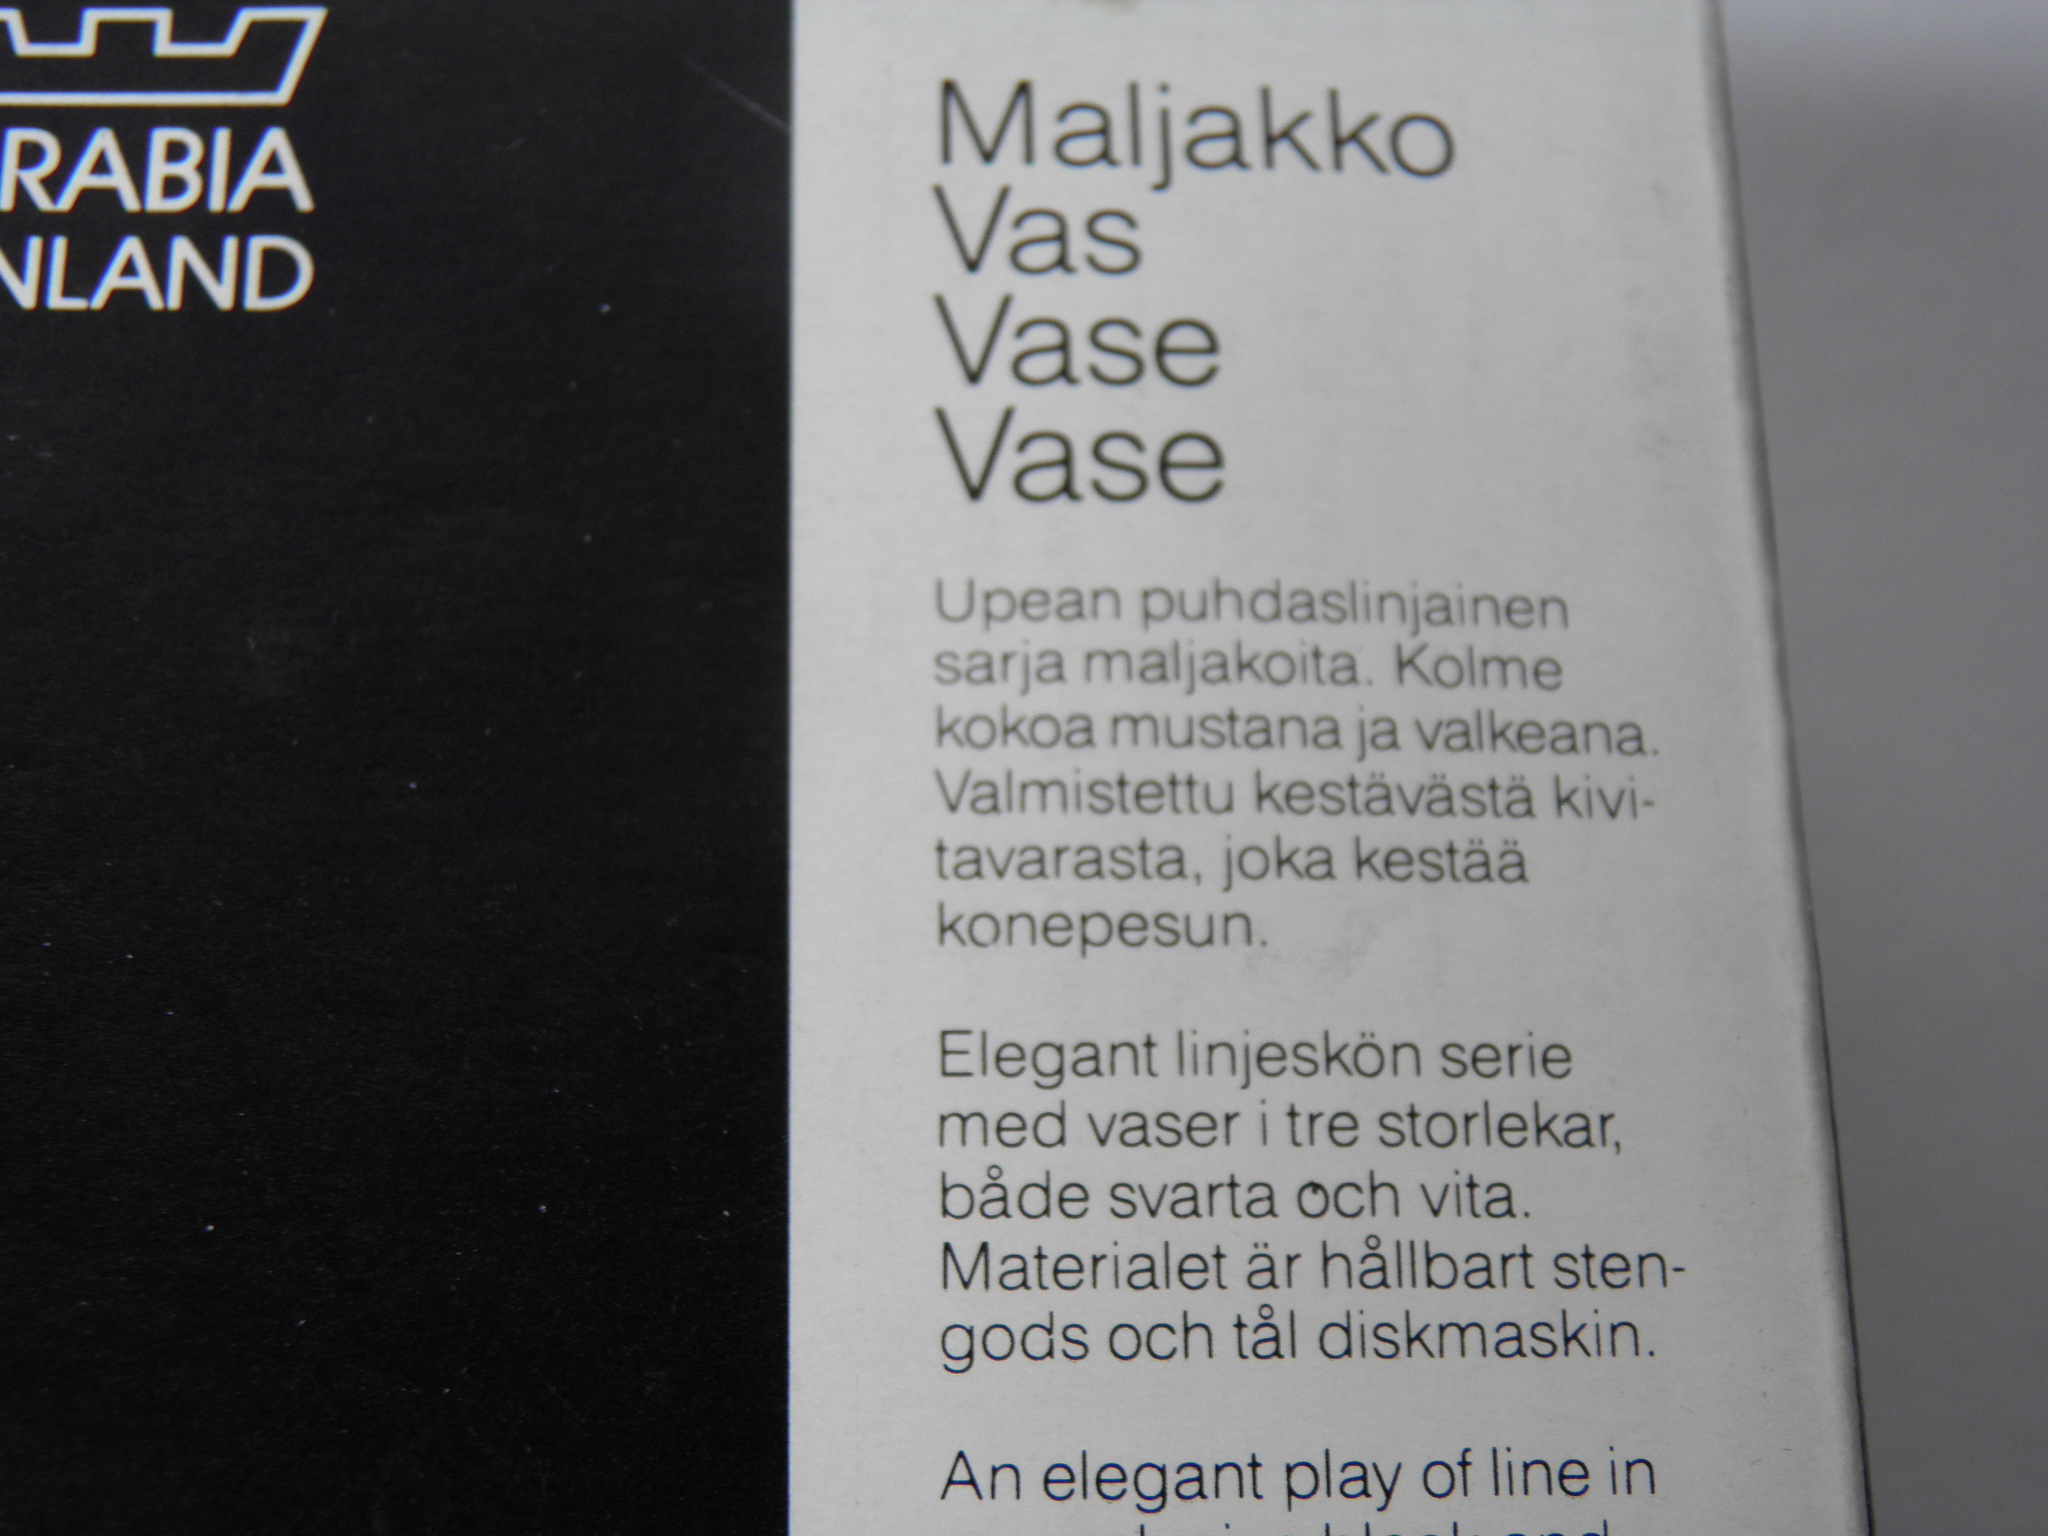 RABIA
NLAND
Maljakko
Vas
Vase
Vase
Upean puhdaslinjainen
sarja maljakoita. Kolme
kokoa mustana ja valkeana.
Valmistettu kestävästä kivi-
tavarasta, joka kestää
konepesun.
Elegant linjeskön serie
med vaser i tre storlekar,
både svarta och vita.
Materialet är hållbart sten-
gods och tål diskmaskin.
An elegant play of line in